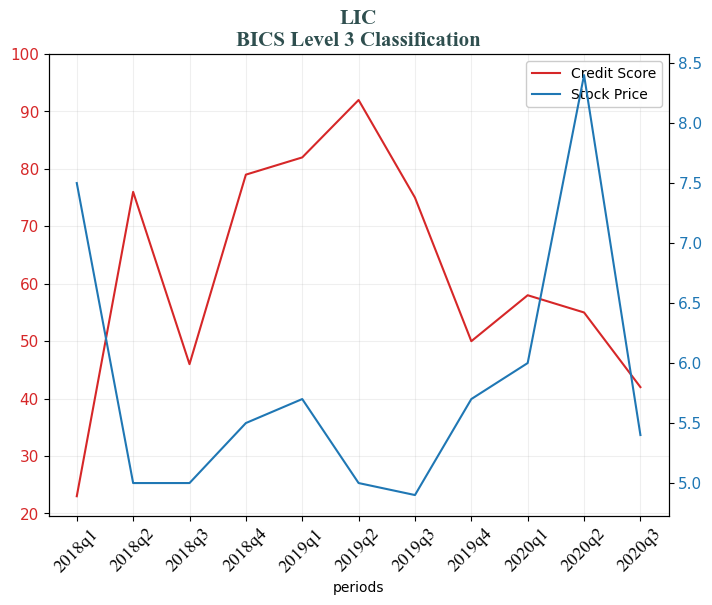 LIC
BICS Level 3 Classification
Credit Score
Stock Price
100
90
80
70
60
50
40
30
20
8.5
8.0
7.5
7.0
6.5
6.0
5.5
5.0
2018q1
2018q2
2018q3
2018q4
2019q1
2019q2
2019q3
2019q4
2020q1
2020q2
2020q3
periods